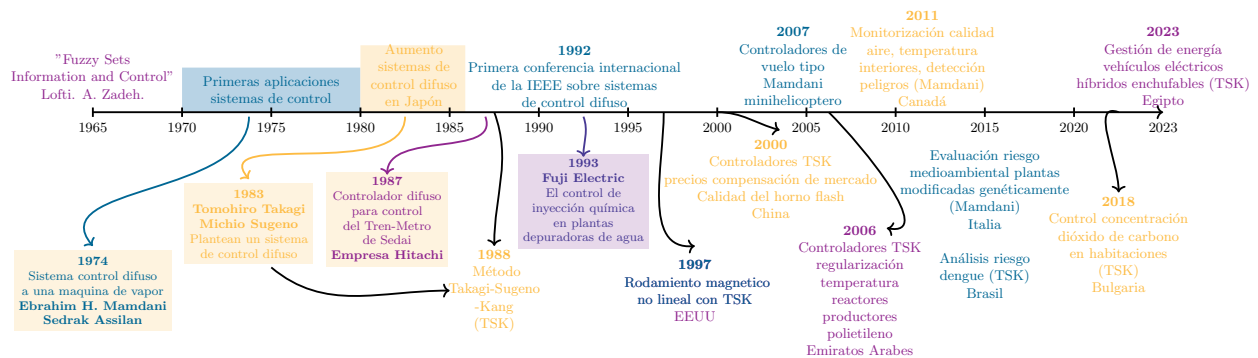 "Fuzzy Sets
Information and Control"
Lofti. A. Zadeh.
Primeras aplicaciones
sistemas de control
Aumento
sistemas de
control difuso
en Japón
1992
Primera conferencia internacional
de la IEEE sobre sistemas
de control difuso
2007
Controladores de
vuelo tipo
Mamdani
minihelicoptero
2011
Monitorización calidad
aire, temperatura
interiores, detección
peligros (Mamdani)
Canadá
2023
Gestión de energía
vehículos eléctricos
híbridos enchufables (TSK)
Egipto
1965 1970 1975 1980 1985 1990 1995 2000 2005 2010 2015 2020 2023
1974
Sistema control difuso
a una maquina de vapor
Ebrahim H. Mamdani
Sedrak Assilan
1983
Tomohiro Takagi
Michio Sugeno
Plantean un sistema
de control difuso
1987
Controlador difuso
para control
del Tren-Metro
de Sedai
Empresa Hitachi
1988
Método
Takagi-Sugeno
-Kang
(TSK)
1993
Fuji Electric
El control de
inyección química
en plantas
depuradoras de agua
1997
Rodamiento magnetico
no lineal con TSK
EEUU
2000
Controladores TSK
precios compensación de mercado
Calidad del horno flash
China
2006
Controladores TSK
regularización
temperatura
reactores
productores
polietileno
Emiratos Arabes
Evaluación riesgo
medioambental plantas
modificadas genéticamente
(Mamdani)
Italia
Análisis riesgo
dengue (TSK)
Brasil
2018
Control concentración
dióxido de carbono
en habitaciones
(TSK)
Bulgaria